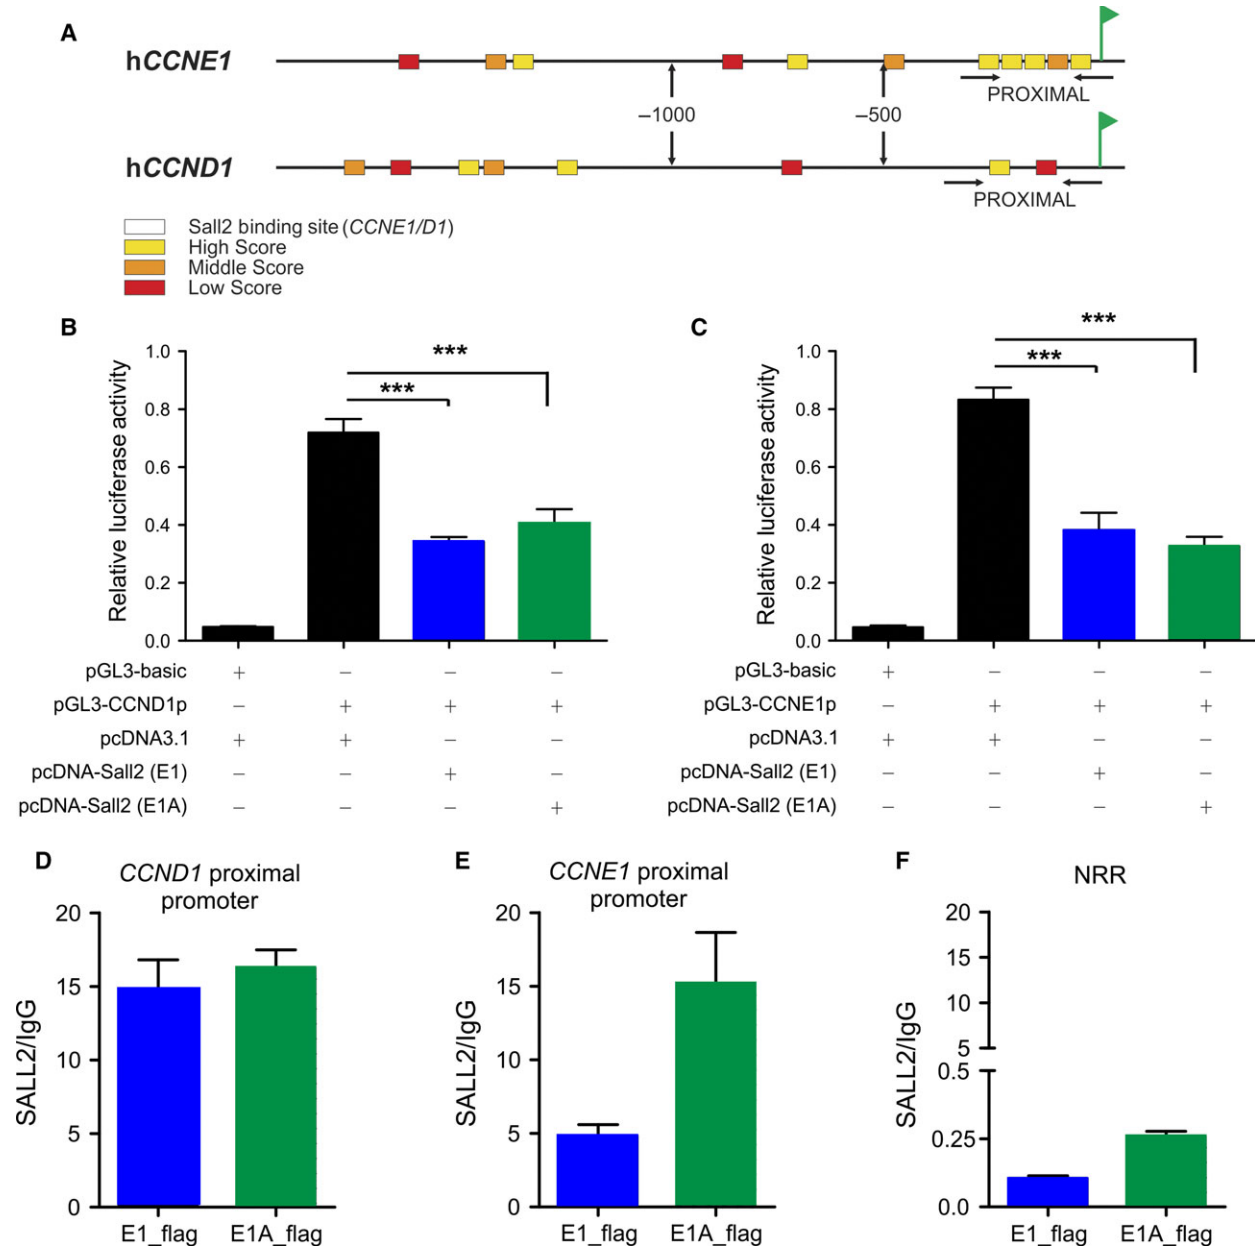 A
hCCNE1
PROXIMAL
–1000
–500
hCCND1
PROXIMAL
Sall2 binding site (CCNE1/D1)
High Score
Middle Score
Low Score
B
Relative luciferase activity
1.0
0.8
0.6
0.4
0.2
0.0
***
***
pGL3-basic + – – –
pGL3-CCND1p – + + +
pcDNA3.1 + + – –
pcDNA-Sall2 (E1) – – + –
pcDNA-Sall2 (E1A) – – – +
C
Relative luciferase activity
1.0
0.8
0.6
0.4
0.2
0.0
***
***
pGL3-basic + – – –
pGL3-CCNE1p – + + +
pcDNA3.1 + + – –
pcDNA-Sall2 (E1) – – + –
pcDNA-Sall2 (E1A) – – – +
D
CCND1 proximal
promoter
SALL2/IgG
20
15
10
5
0
E1_flag E1A_flag
E
CCNE1 proximal
promoter
SALL2/IgG
20
15
10
5
0
E1_flag E1A_flag
F
NRR
SALL2/IgG
20
15
10
5
0.5
0.25
0.0
E1_flag E1A_flag